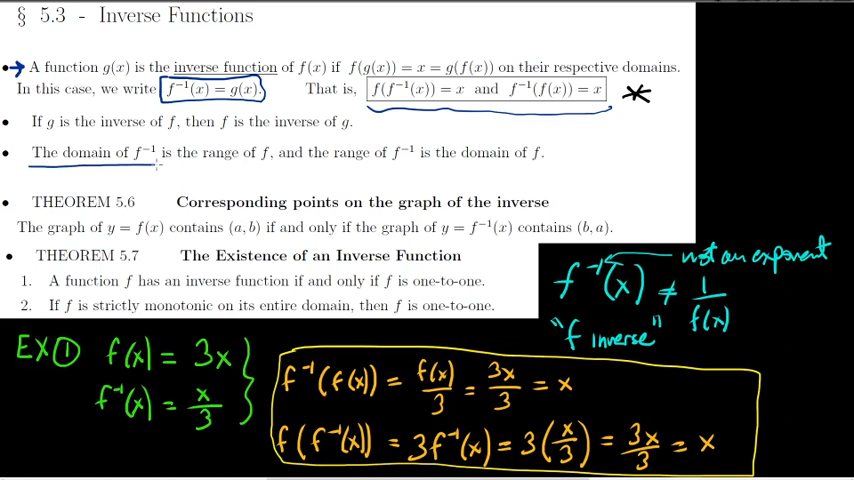 § 5.3 - Inverse Functions
A function g(x) is the inverse function of f(x) if f(g(x)) = x = g(f(x)) on their respective domains.
In this case, we write f⁻¹(x) = g(x). That is, f(f⁻¹(x)) = x and f⁻¹(f(x)) = x
• If g is the inverse of f, then f is the inverse of g.
• The domain of f⁻¹ is the range of f, and the range of f⁻¹ is the domain of f.
• THEOREM 5.6 Corresponding points on the graph of the inverse
The graph of y = f(x) contains (a, b) if and only if the graph of y = f⁻¹(x) contains (b, a).
• THEOREM 5.7 The Existence of an Inverse Function
1. A function f has an inverse function if and only if f is one-to-one.
2. If f is strictly monotonic on its entire domain, then f is one-to-one.
not an exponent
f⁻¹(x) ≠ 1/f(x)
"f inverse"
EX ① f(x) = 3x
f⁻¹(x) = x/3
f⁻¹(f(x)) = f(x)/3 = 3x/3 = x
f(f⁻¹(x)) = 3f⁻¹(x) = 3(x/3) = 3x/3 = x